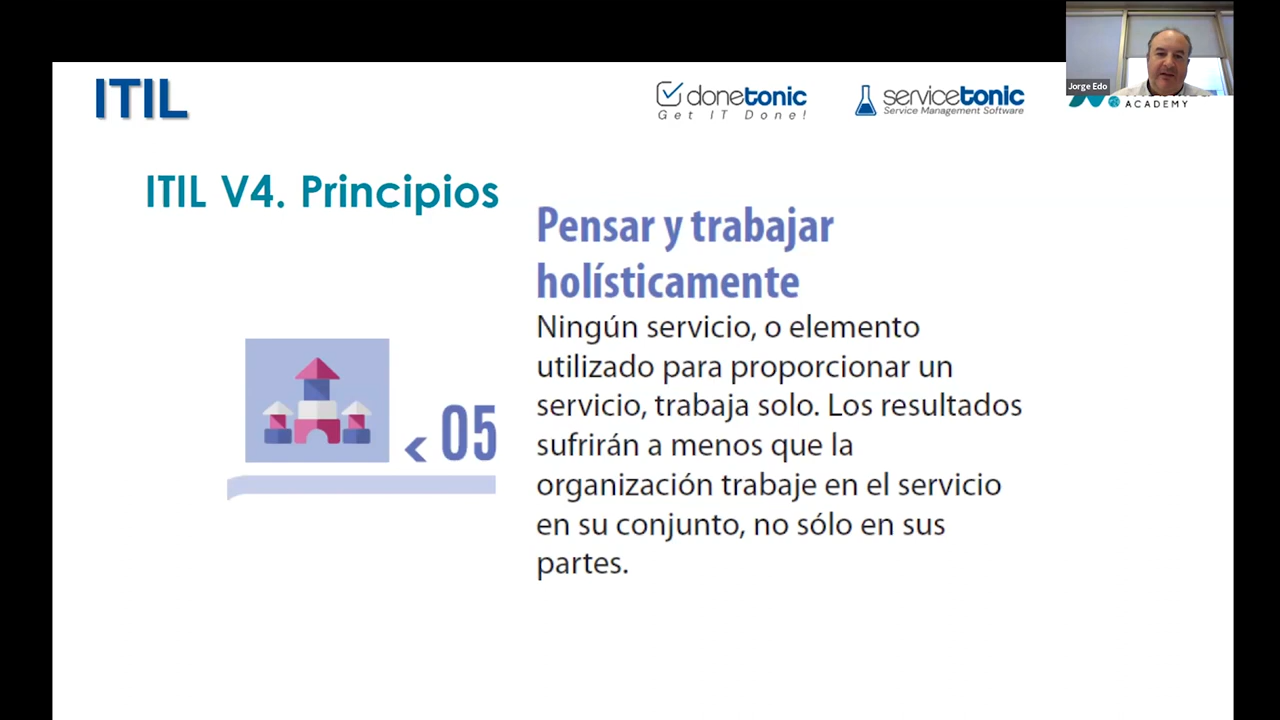 ITIL
donetonic
Get IT Done!
servicetonic
Service Management Software
Jorge Edo
ACADEMY
ITIL V4. Principios
Pensar y trabajar
holísticamente
Ningún servicio, o elemento
utilizado para proporcionar un
servicio, trabaja solo. Los resultados
sufrirán a menos que la
organización trabaje en el servicio
en su conjunto, no sólo en sus
partes.
< 05